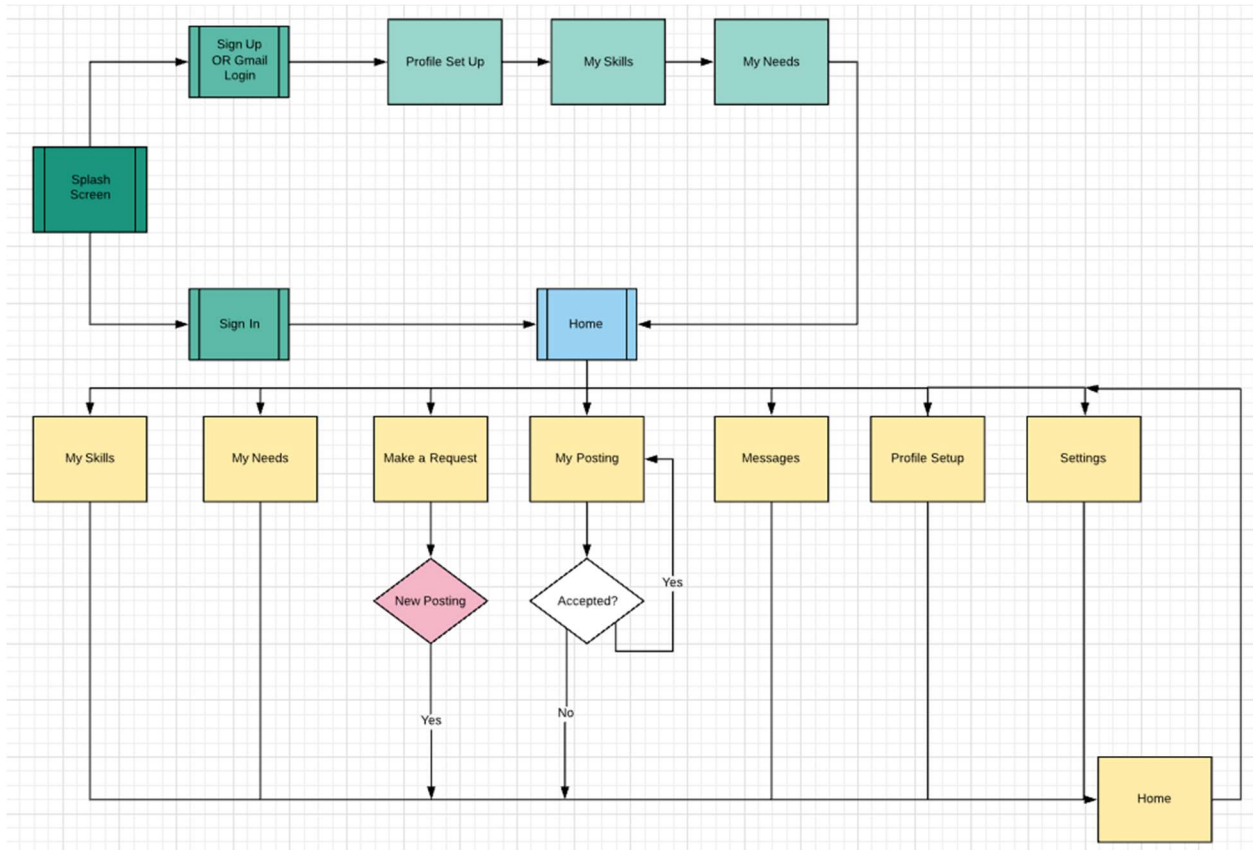 Sign Up
OR Gmail
Login
Profile Set Up
My Skills
My Needs
Splash
Screen
Sign In
Home
My Skills
My Needs
Make a Request
My Posting
Messages
Profile Setup
Settings
New Posting
Accepted?
Yes
Yes
No
Home